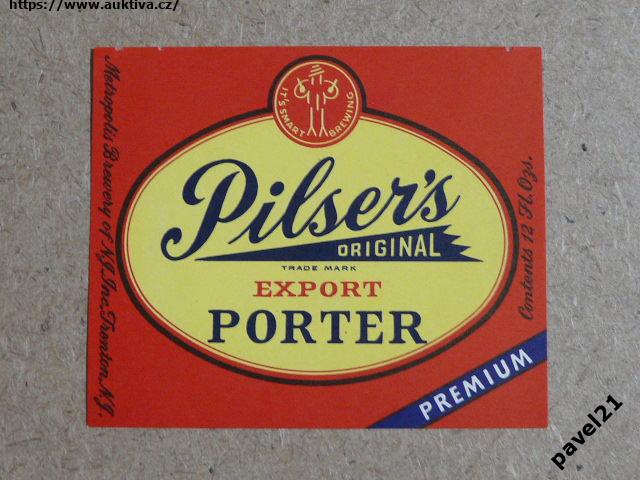 https://www.auktiva.cz/
IT'S SMART BREWING
Pilser's
ORIGINAL
TRADE MARK
EXPORT
PORTER
PREMIUM
Metropolis Brewery of N.J. Inc, Trenton, N.J.
Contents 12 Fl. Ozs.
pavel21